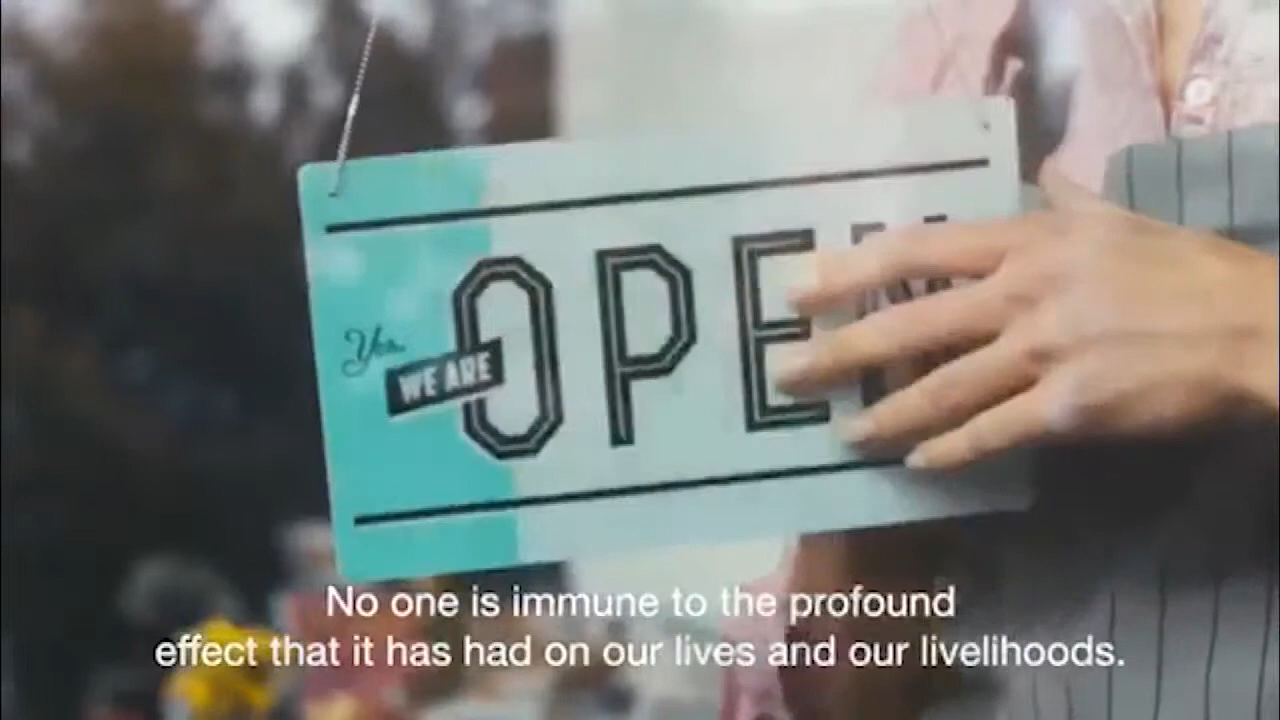 Yes,
WE ARE
OPEN
No one is immune to the profound
effect that it has had on our lives and our livelihoods.